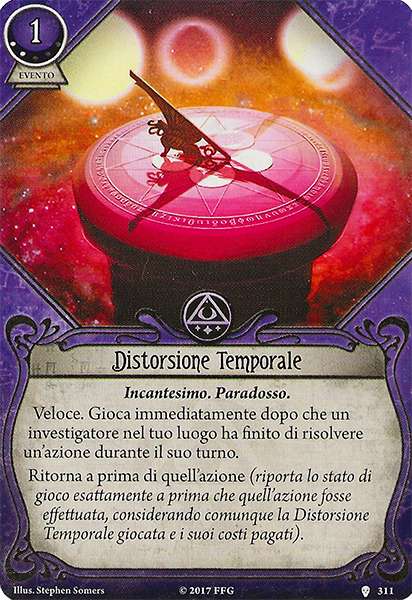 1
EVENTO
Distorsione Temporale
Incantesimo. Paradosso.
Veloce. Gioca immediatamente dopo che un
investigatore nel tuo luogo ha finito di risolvere
un'azione durante il suo turno.
Ritorna a prima di quell'azione (riporta lo stato di
gioco esattamente a prima che quell'azione fosse
effettuata, considerando comunque la Distorsione
Temporale giocata e i suoi costi pagati).
Illus. Stephen Somers © 2017 FFG 311